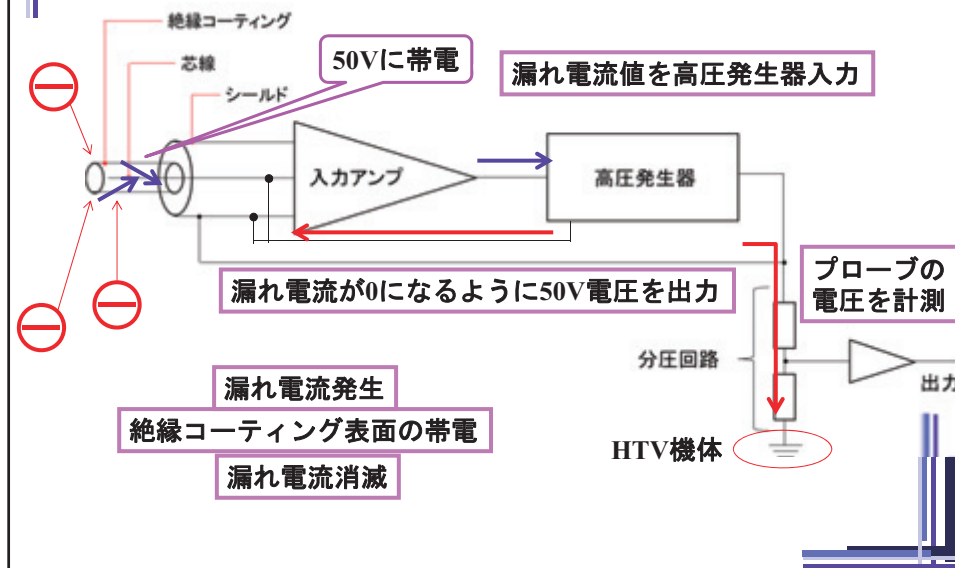 絶縁コーティング
芯線
シールド
50Vに帯電
漏れ電流値を高圧発生器入力
入力アンプ
高圧発生器
漏れ電流が0になるように50V電圧を出力
プローブの
電圧を計測
分圧回路
出力
漏れ電流発生
絶縁コーティング表面の帯電
漏れ電流消滅
HTV機体